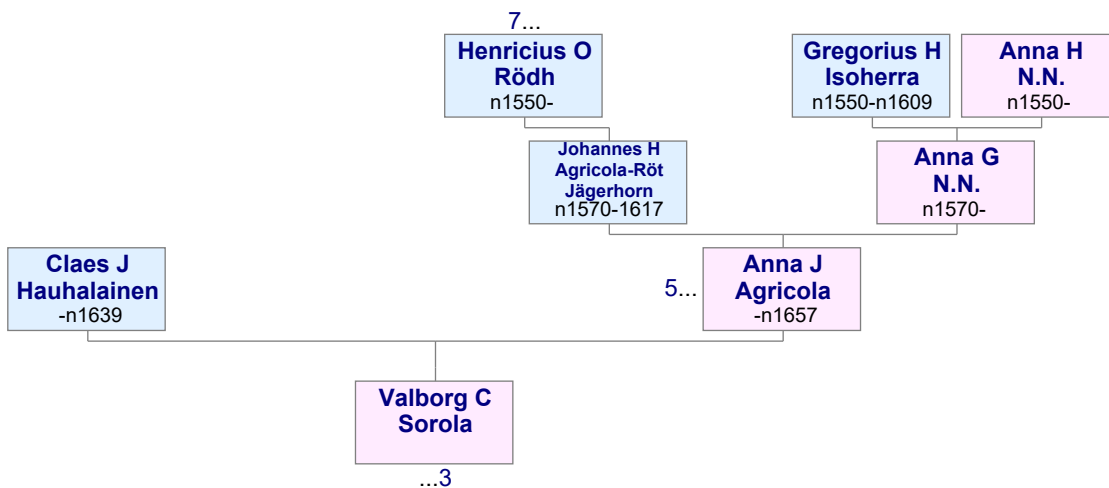 7...
Henricius O
Rödh
n1550-
Gregorius H
Isoherra
n1550-n1609
Anna H
N.N.
n1550-
Johannes H
Agricola-Röt
Jägerhorn
n1570-1617
Anna G
N.N.
n1570-
Claes J
Hauhalainen
-n1639
5...
Anna J
Agricola
-n1657
Valborg C
Sorola
...3